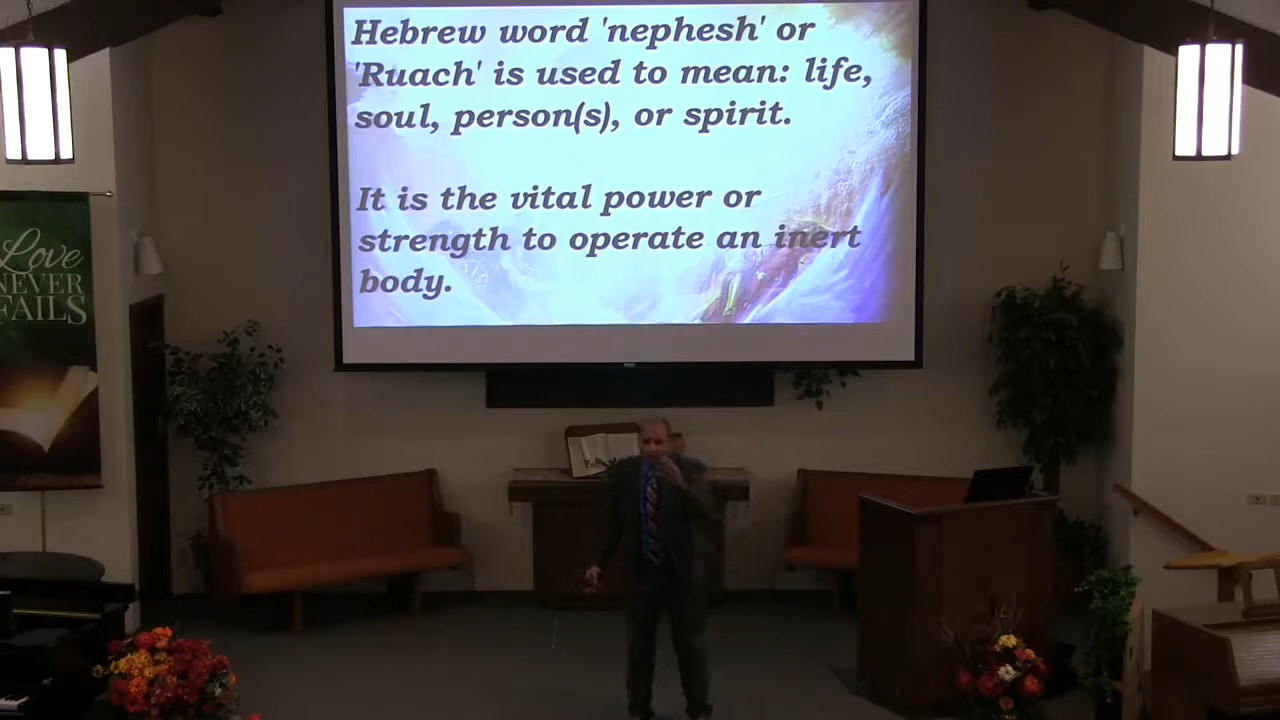 Hebrew word 'nephesh' or
'Ruach' is used to mean: life,
soul, person(s), or spirit.
It is the vital power or
strength to operate an inert
body.
Love
NEVER
FAILS